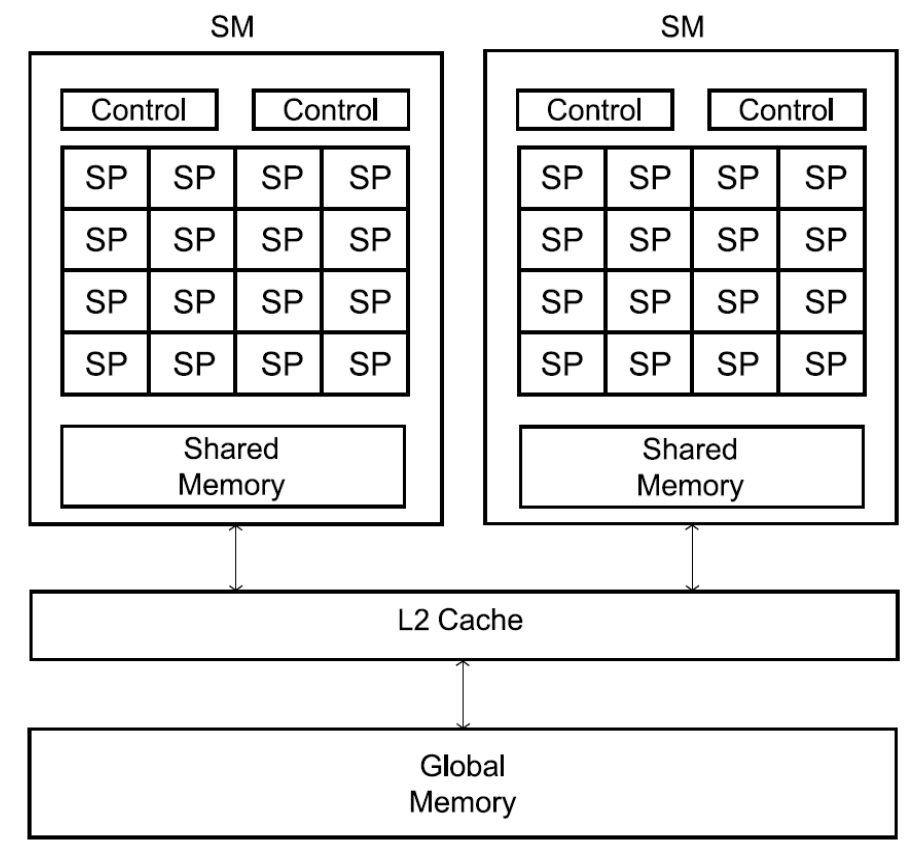 SM SM
Control Control Control Control
SP SP SP SP SP SP SP SP
SP SP SP SP SP SP SP SP
SP SP SP SP SP SP SP SP
SP SP SP SP SP SP SP SP
Shared Shared
Memory Memory
L2 Cache
Global
Memory